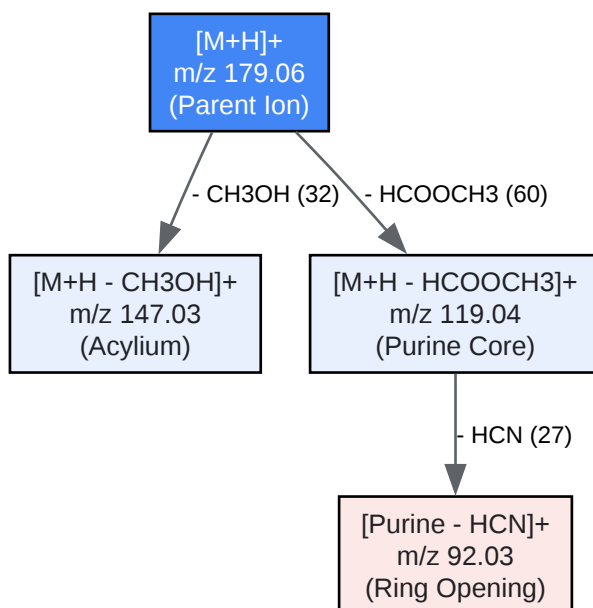 [M+H]+
m/z 179.06
(Parent Ion)
- CH3OH (32)
- HCOOCH3 (60)
[M+H - CH3OH]+
m/z 147.03
(Acylium)
[M+H - HCOOCH3]+
m/z 119.04
(Purine Core)
- HCN (27)
[Purine - HCN]+
m/z 92.03
(Ring Opening)